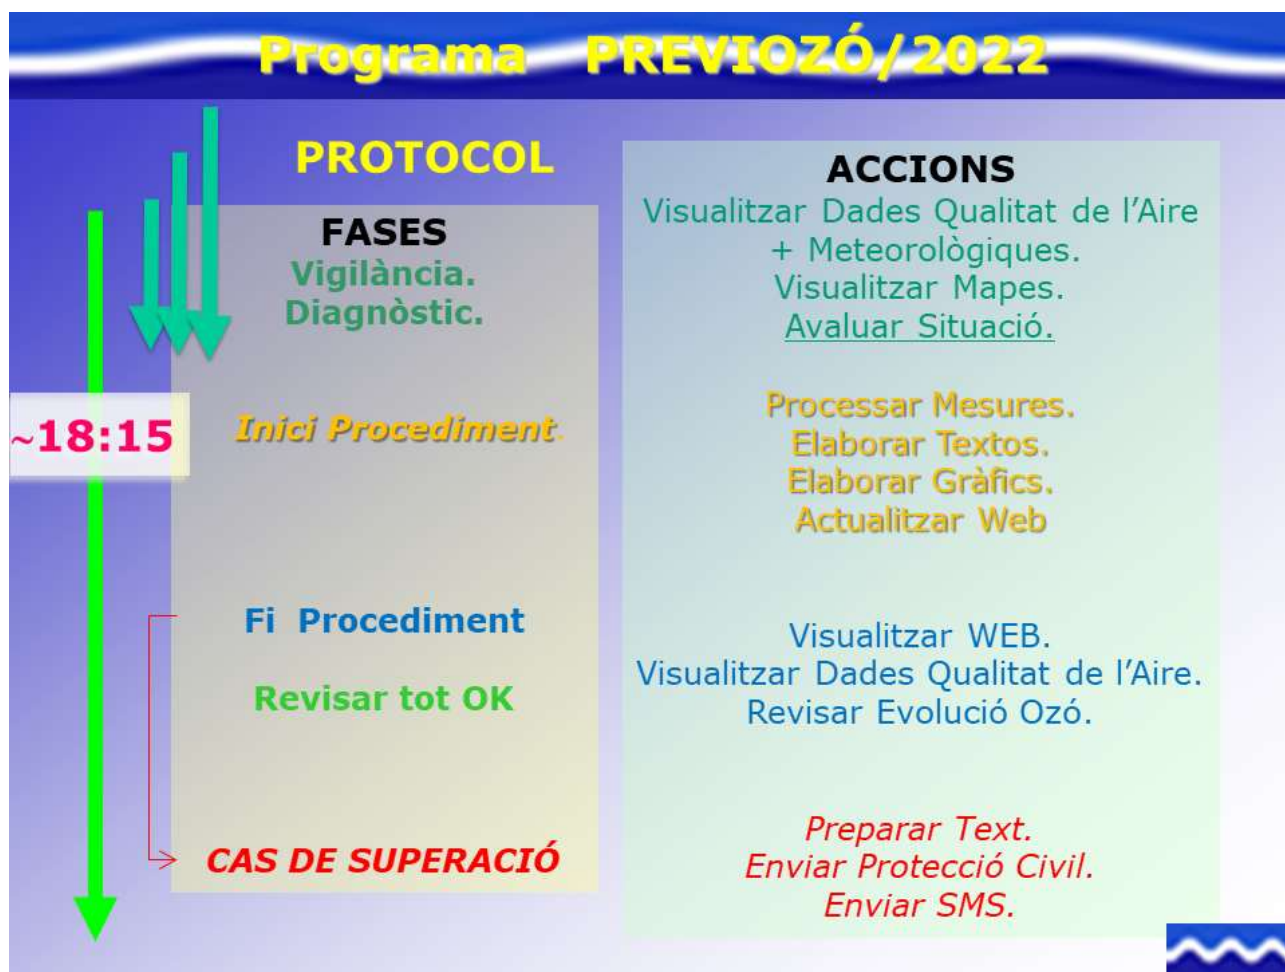 Programa PREVIOZÓ/2022
PROTOCOL
FASES
Vigilància.
Diagnòstic.
~18:15
Inici Procediment.
Fi Procediment
Revisar tot OK
CAS DE SUPERACIÓ
ACCIONS
Visualitzar Dades Qualitat de l’Aire
+ Meteorològiques.
Visualitzar Mapes.
Avaluar Situació.
Processar Mesures.
Elaborar Textos.
Elaborar Gràfics.
Actualitzar Web
Visualitzar WEB.
Visualitzar Dades Qualitat de l’Aire.
Revisar Evolució Ozó.
Preparar Text.
Enviar Protecció Civil.
Enviar SMS.